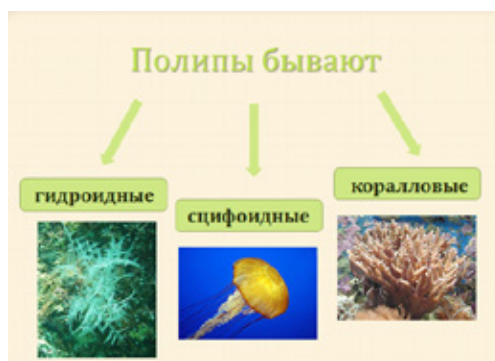 Полипы бывают
гидроидные
сцифоидные
коралловые